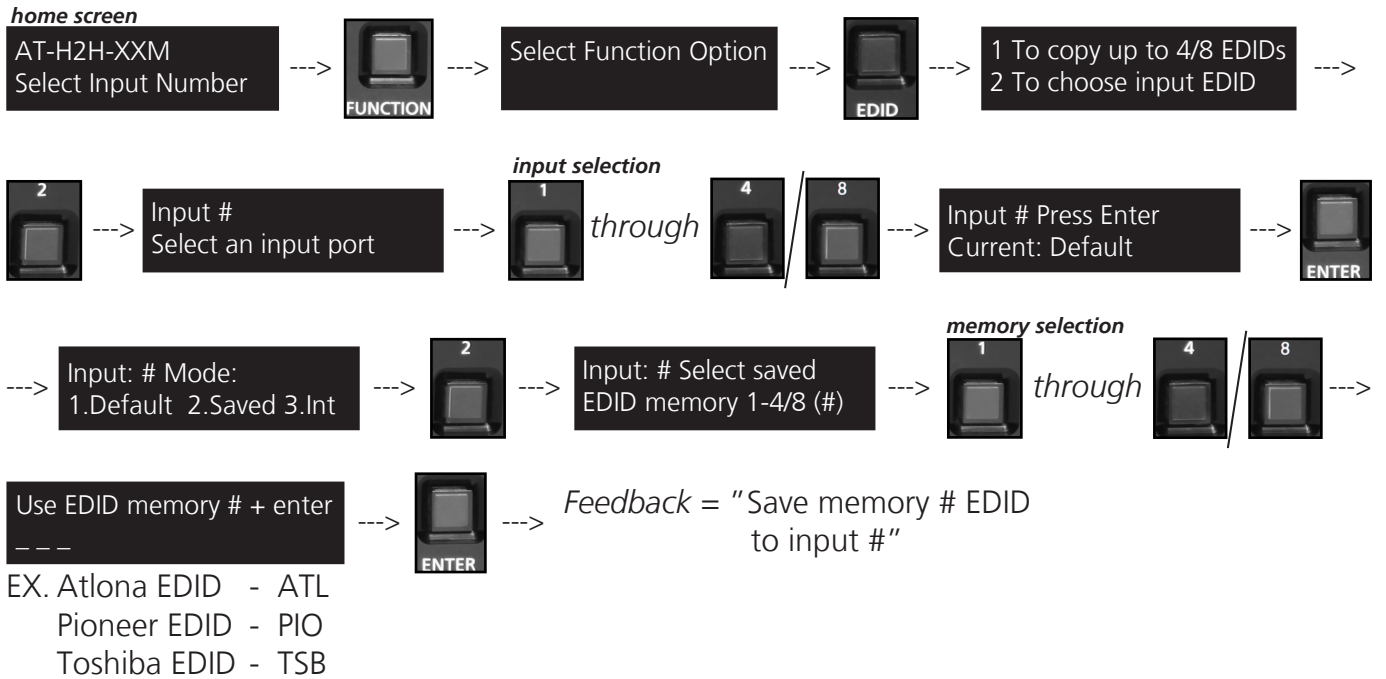 home screen
AT-H2H-XXM
Select Input Number
--->
FUNCTION
--->
Select Function Option
--->
EDID
--->
1 To copy up to 4/8 EDIDs
2 To choose input EDID
--->
2
--->
Input #
Select an input port
--->
input selection
1
through
4
/
8
--->
Input # Press Enter
Current: Default
--->
ENTER
--->
Input: # Mode:
1.Default 2.Saved 3.Int
--->
2
--->
Input: # Select saved
EDID memory 1-4/8 (#)
--->
memory selection
1
through
4
/
8
--->
Use EDID memory # + enter
_ _ _
--->
ENTER
--->
Feedback = "Save memory # EDID
to input #"
EX. Atlona EDID - ATL
Pioneer EDID - PIO
Toshiba EDID - TSB